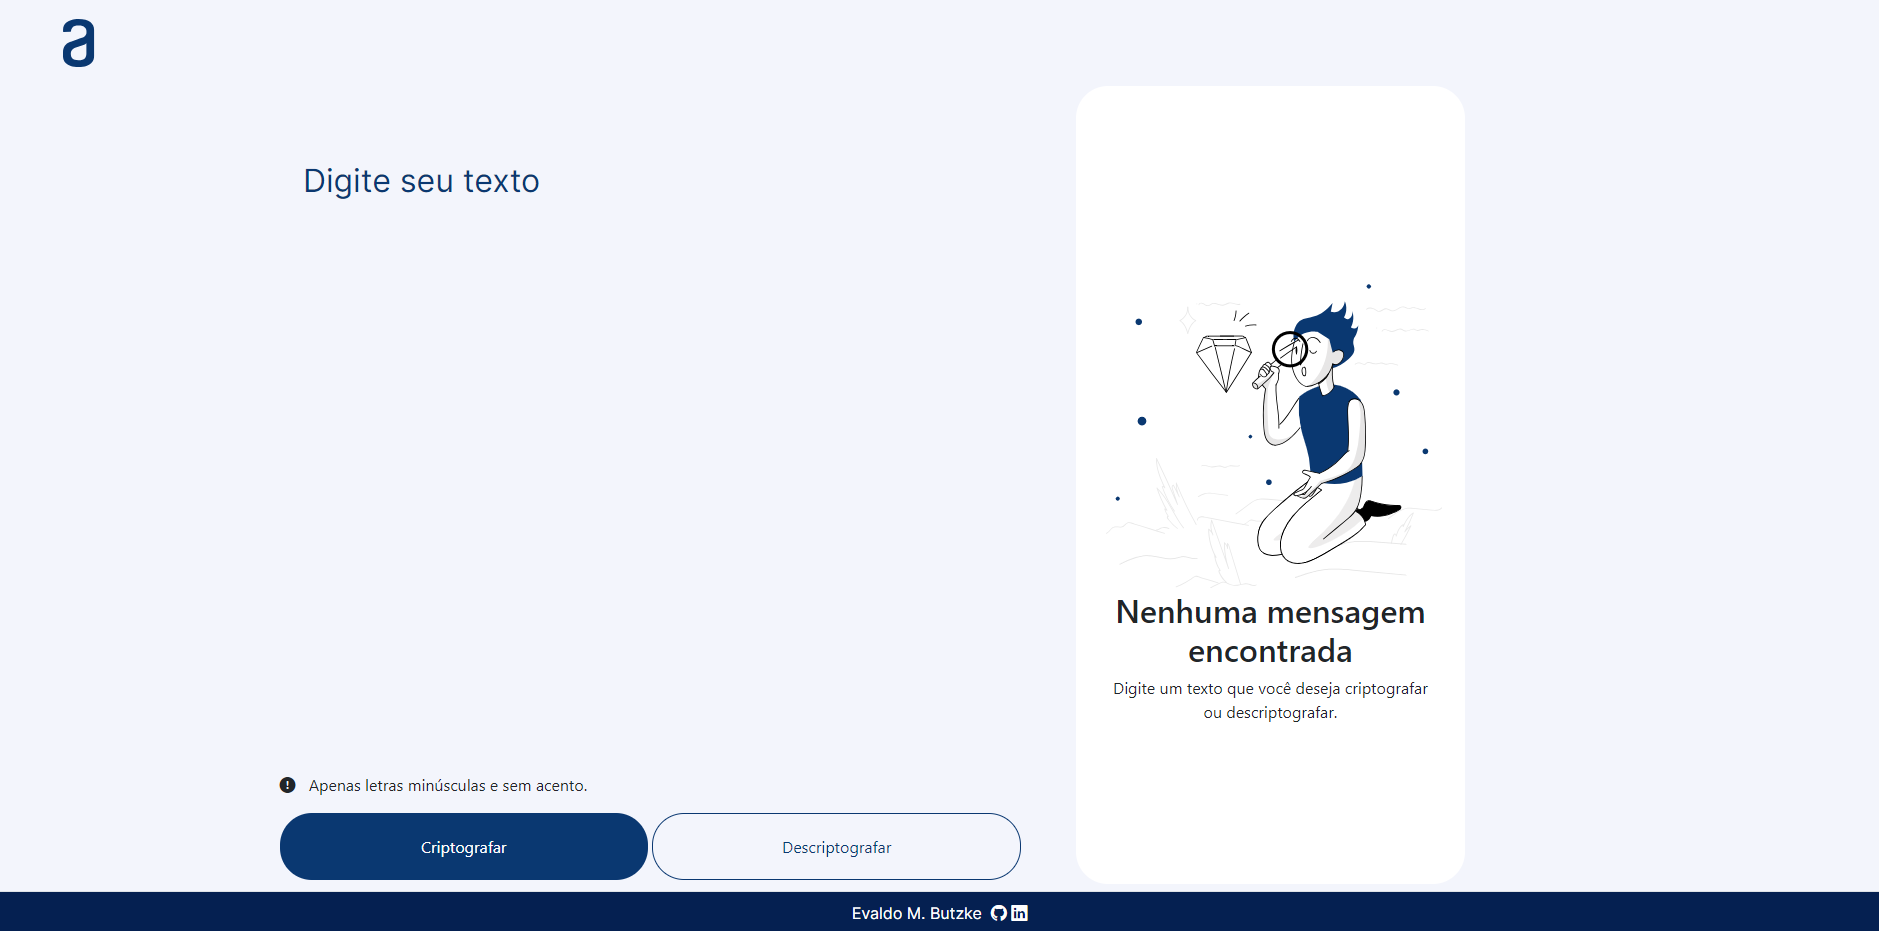 a
Digite seu texto
Nenhuma mensagem
encontrada
Digite um texto que você deseja criptografar
ou descriptografar.
Apenas letras minúsculas e sem acento.
Criptografar
Descriptografar
Evaldo M. Butzke in